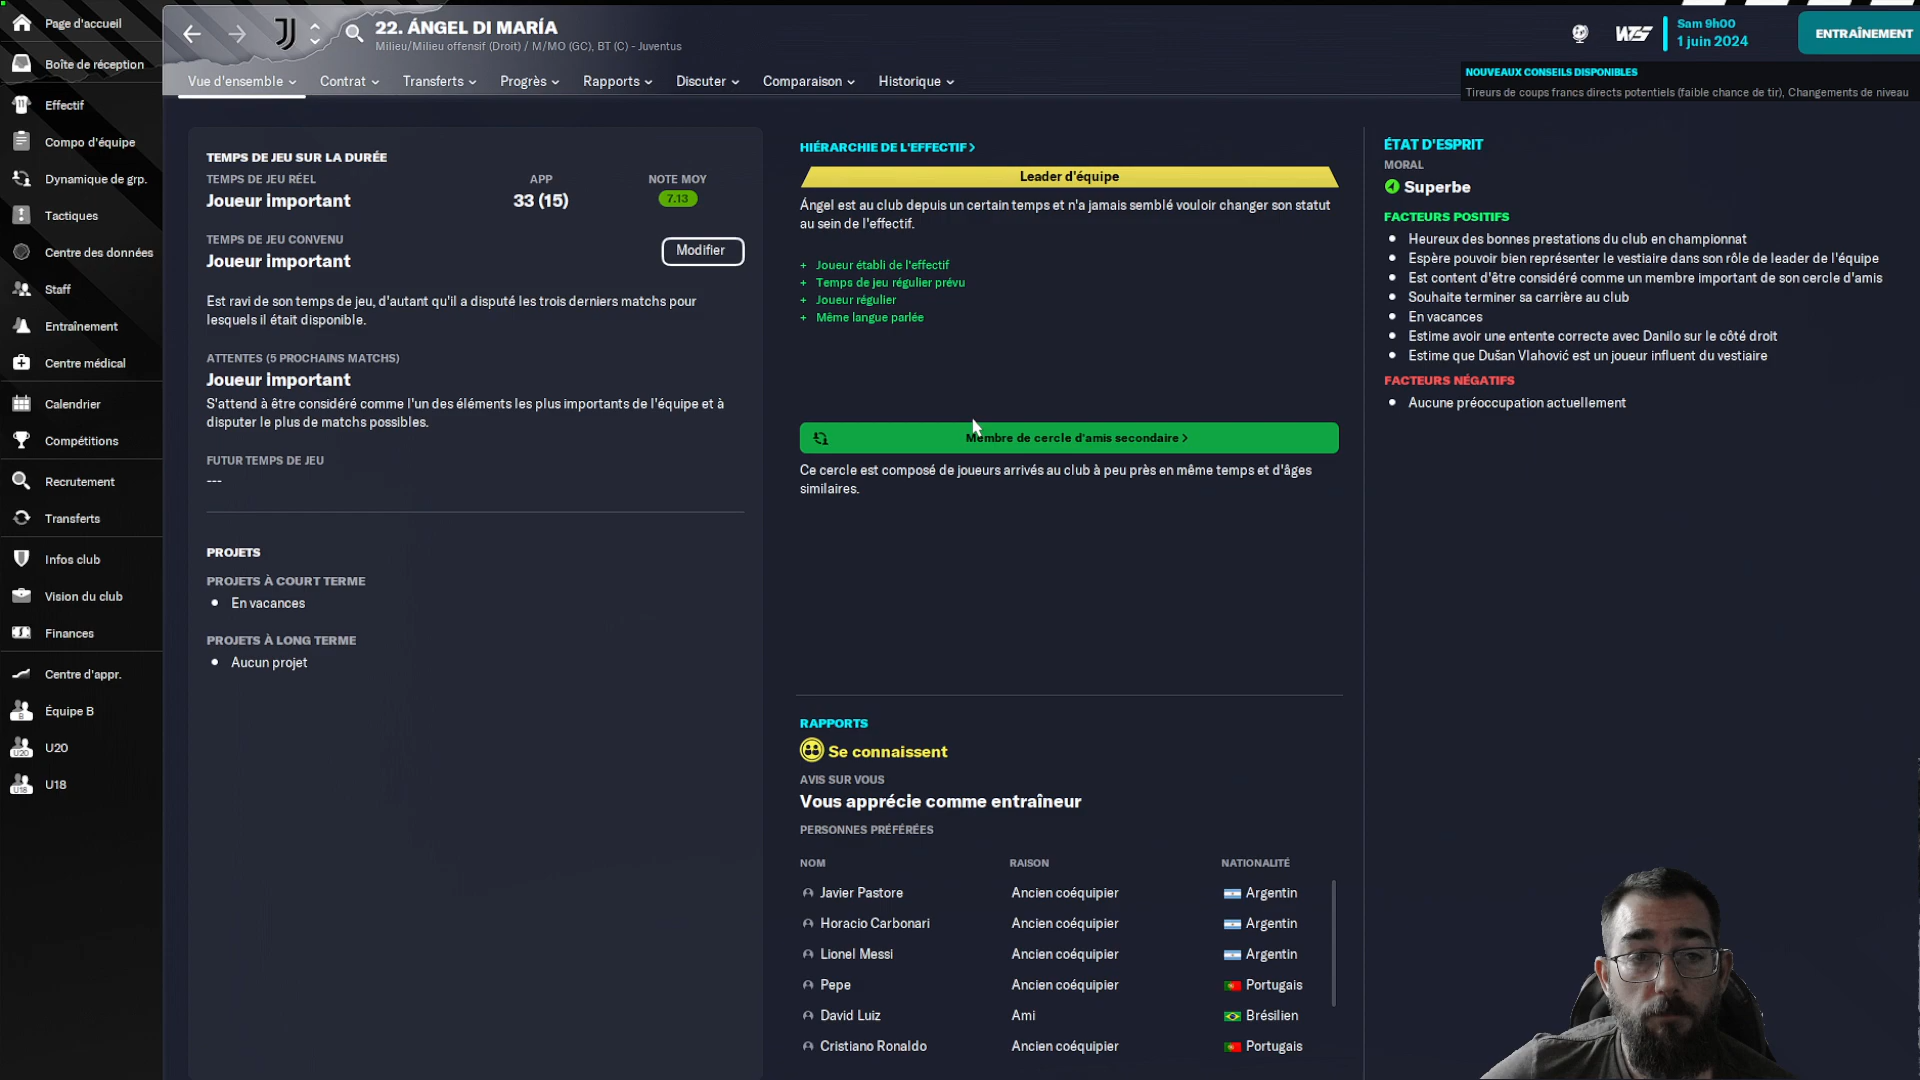 Page d'accueil
Boîte de réception
Effectif
Compo d'équipe
Dynamique de grp.
Tactiques
Centre des données
Staff
Entraînement
Centre médical
Calendrier
Compétitions
Recrutement
Transferts
Infos club
Vision du club
Finances
Centre d'appr.
Équipe B
U20
U18
22. ÁNGEL DI MARÍA
Milieu/Milieu offensif (Droit) / M/MO (GC), BT (C) - Juventus
Sam 9h00
1 juin 2024
ENTRAÎNEMENT
Vue d'ensemble
Contrat
Transferts
Progrès
Rapports
Discuter
Comparaison
Historique
NOUVEAUX CONSEILS DISPONIBLES
Tireurs de coups francs directs potentiels (faible chance de tir), Changements de niveau
TEMPS DE JEU SUR LA DURÉE
TEMPS DE JEU RÉEL
Joueur important
APP
33 (15)
NOTE MOY
7.13
TEMPS DE JEU CONVENU
Joueur important
Modifier
Est ravi de son temps de jeu, d'autant qu'il a disputé les trois derniers matchs pour
lesquels il était disponible.
ATTENTES (5 PROCHAINS MATCHS)
Joueur important
S'attend à être considéré comme l'un des éléments les plus importants de l'équipe et à
disputer le plus de matchs possibles.
FUTUR TEMPS DE JEU
---
PROJETS
PROJETS À COURT TERME
En vacances
PROJETS À LONG TERME
Aucun projet
HIÉRARCHIE DE L'EFFECTIF >
Leader d'équipe
Ángel est au club depuis un certain temps et n'a jamais semblé vouloir changer son statut
au sein de l'effectif.
+ Joueur établi de l'effectif
+ Temps de jeu régulier prévu
+ Joueur régulier
+ Même langue parlée
Membre de cercle d'amis secondaire >
Ce cercle est composé de joueurs arrivés au club à peu près en même temps et d'âges
similaires.
RAPPORTS
Se connaissent
AVIS SUR VOUS
Vous apprécie comme entraîneur
PERSONNES PRÉFÉRÉES
NOM RAISON NATIONALITÉ
Javier Pastore Ancien coéquipier Argentin
Horacio Carbonari Ancien coéquipier Argentin
Lionel Messi Ancien coéquipier Argentin
Pepe Ancien coéquipier Portugais
David Luiz Ami Brésilien
Cristiano Ronaldo Ancien coéquipier Portugais
ÉTAT D'ESPRIT
MORAL
Superbe
FACTEURS POSITIFS
Heureux des bonnes prestations du club en championnat
Espère pouvoir bien représenter le vestiaire dans son rôle de leader de l'équipe
Est content d'être considéré comme un membre important de son cercle d'amis
Souhaite terminer sa carrière au club
En vacances
Estime avoir une entente correcte avec Danilo sur le côté droit
Estime que Dušan Vlahović est un joueur influent du vestiaire
FACTEURS NÉGATIFS
Aucune préoccupation actuellement